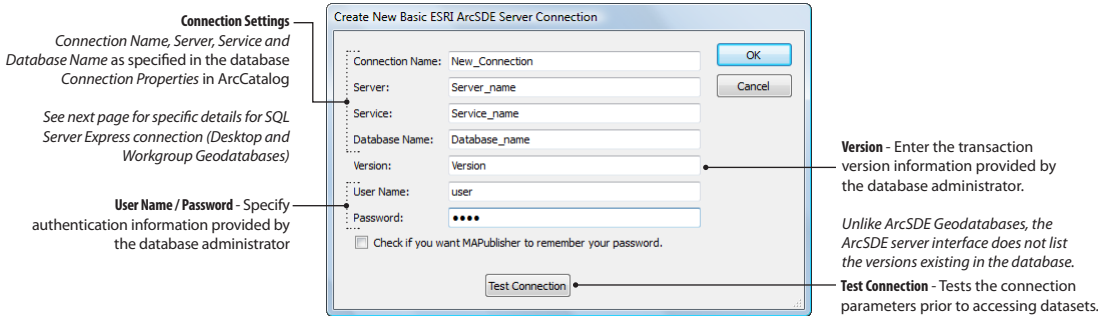 Connection Settings
Connection Name, Server, Service and
Database Name as specified in the database
Connection Properties in ArcCatalog
See next page for specific details for SQL
Server Express connection (Desktop and
Workgroup Geodatabases)
User Name / Password - Specify
authentication information provided by
the database administrator
Create New Basic ESRI ArcSDE Server Connection
Connection Name: New_Connection
Server: Server_name
Service: Service_name
Database Name: Database_name
Version: Version
User Name: user
Password: ●●●●
Check if you want MAPublisher to remember your password.
Test Connection
OK
Cancel
Version - Enter the transaction
version information provided by
the database administrator.
Unlike ArcSDE Geodatabases, the
ArcSDE server interface does not list
the versions existing in the database.
Test Connection - Tests the connection
parameters prior to accessing datasets.